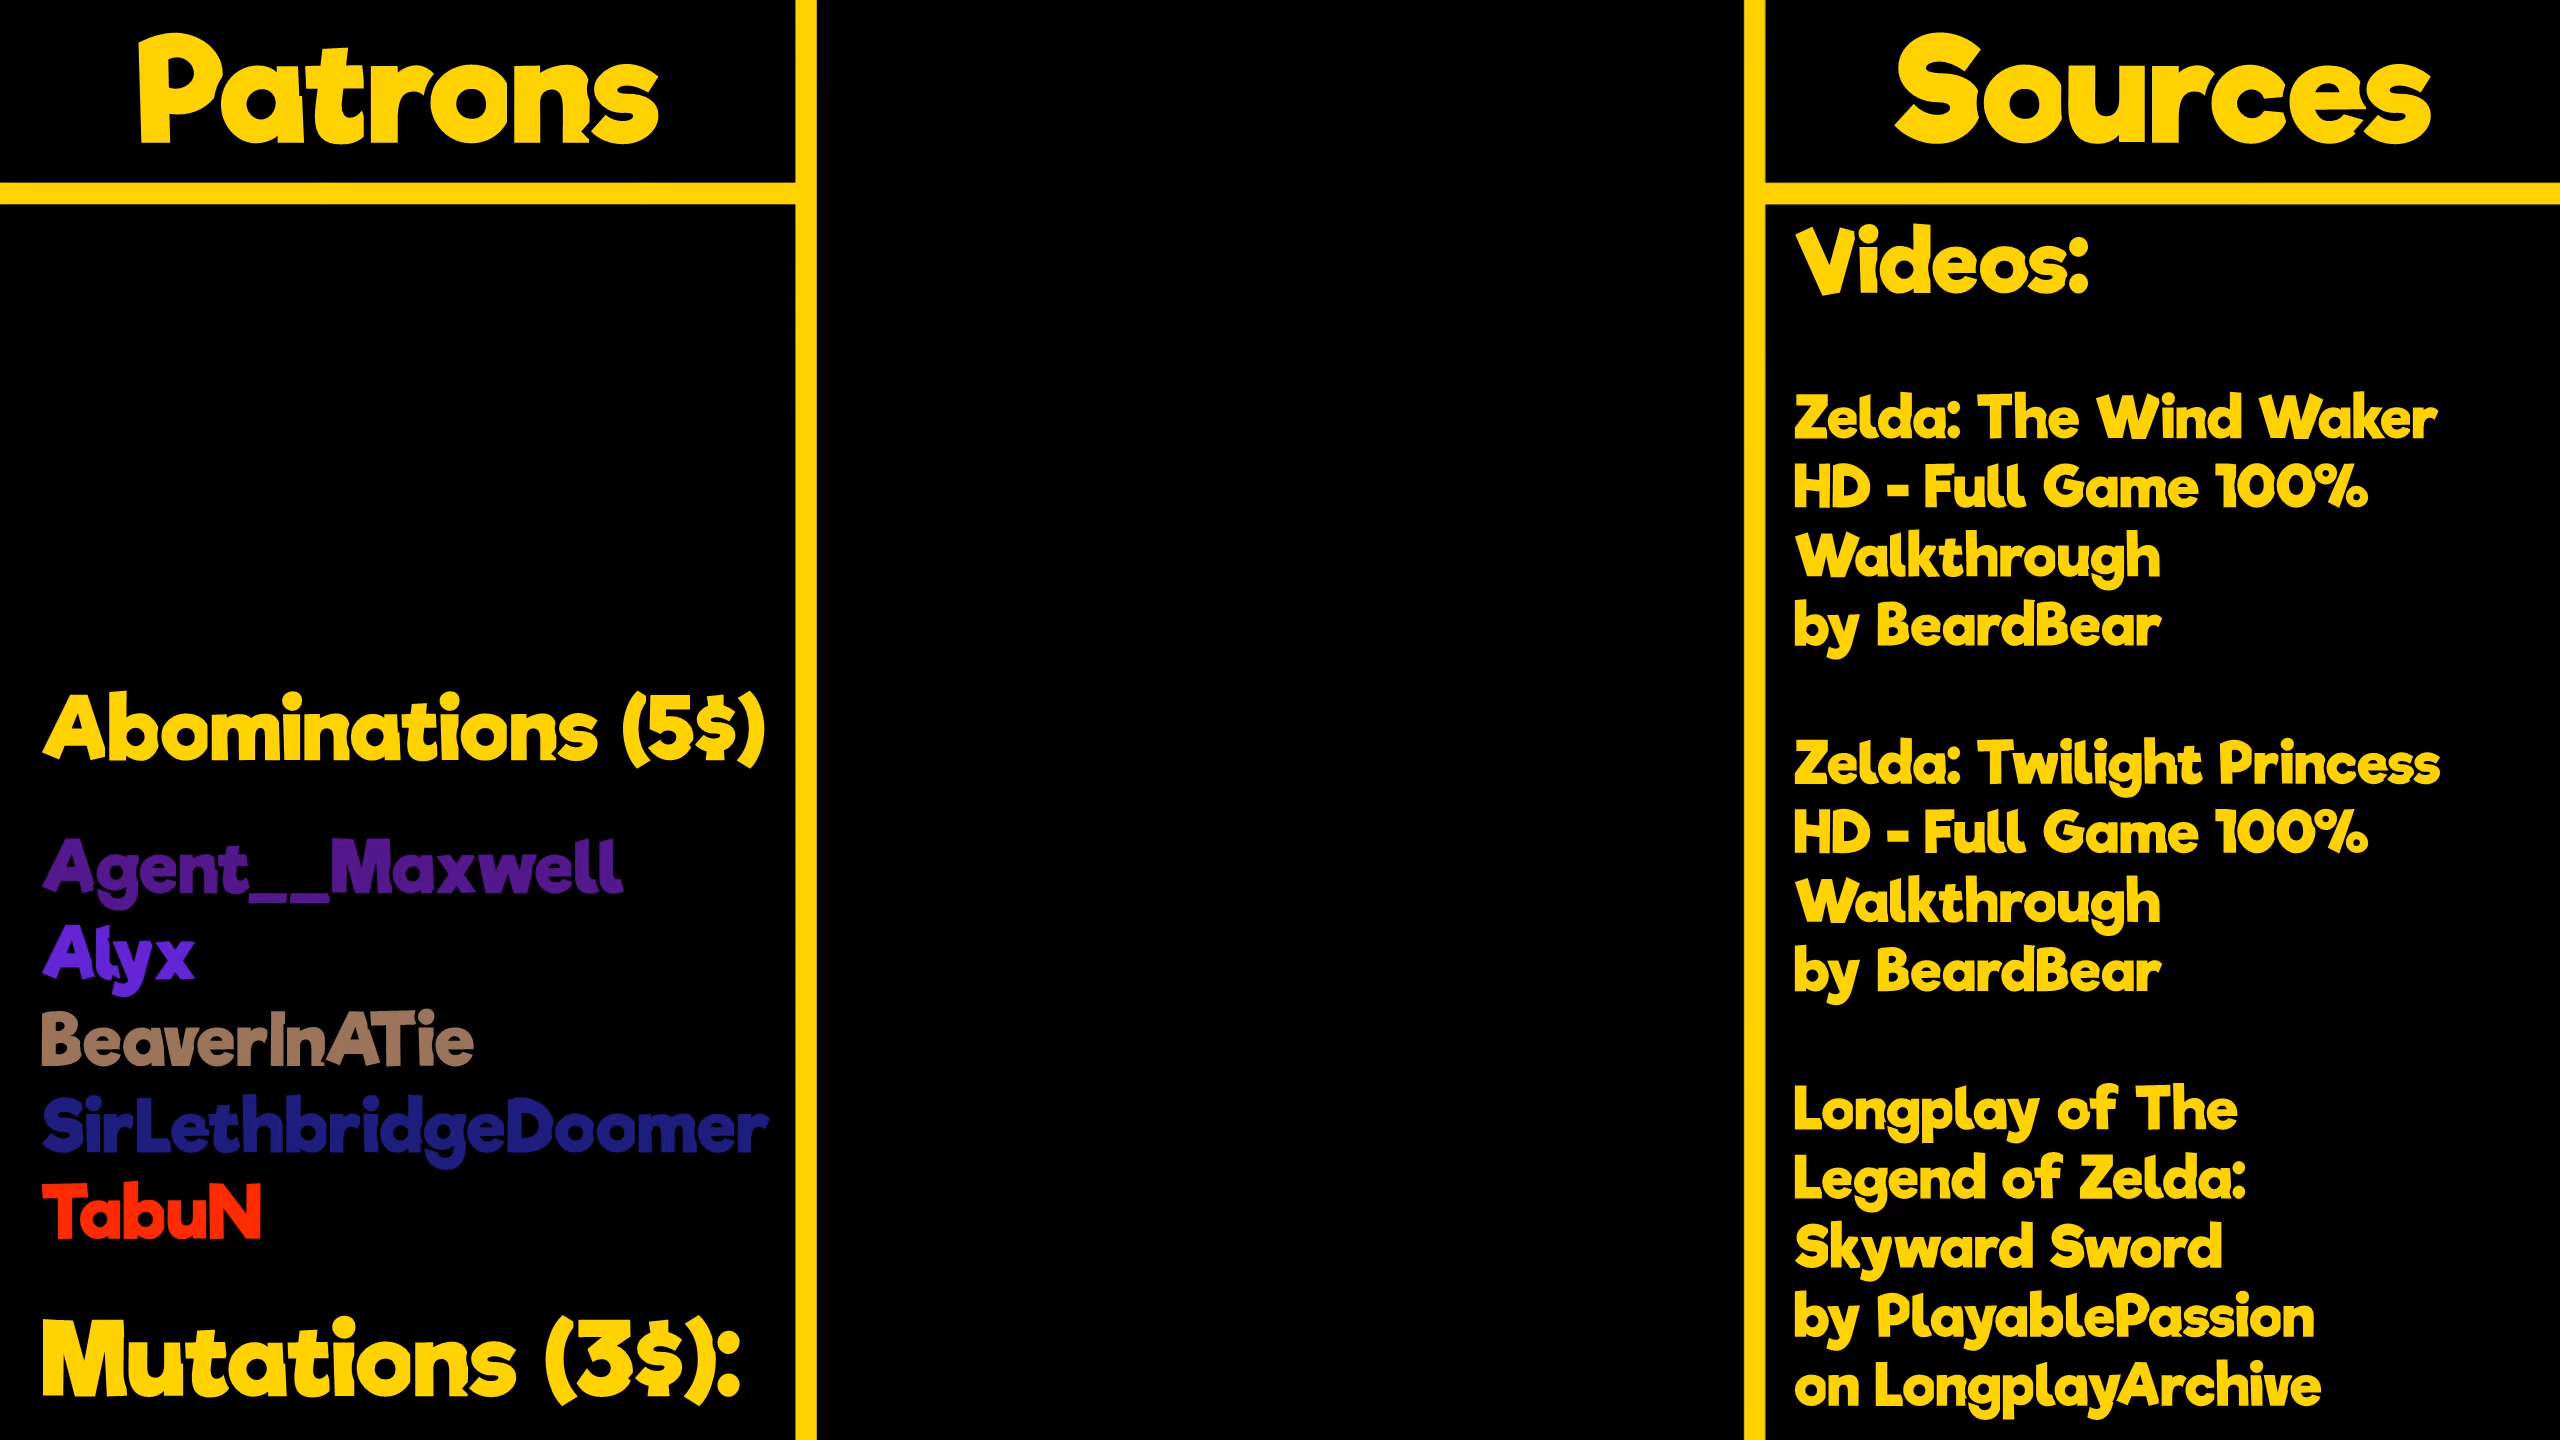 Patrons
Abominations (5$)
Agent__Maxwell
Alyx
BeaverInATie
SirLethbridgeDoomer
TabuN
Mutations (3$):
Sources
Videos:
Zelda: The Wind Waker
HD - Full Game 100%
Walkthrough
by BeardBear
Zelda: Twilight Princess
HD - Full Game 100%
Walkthrough
by BeardBear
Longplay of The
Legend of Zelda:
Skyward Sword
by PlayablePassion
on LongplayArchive